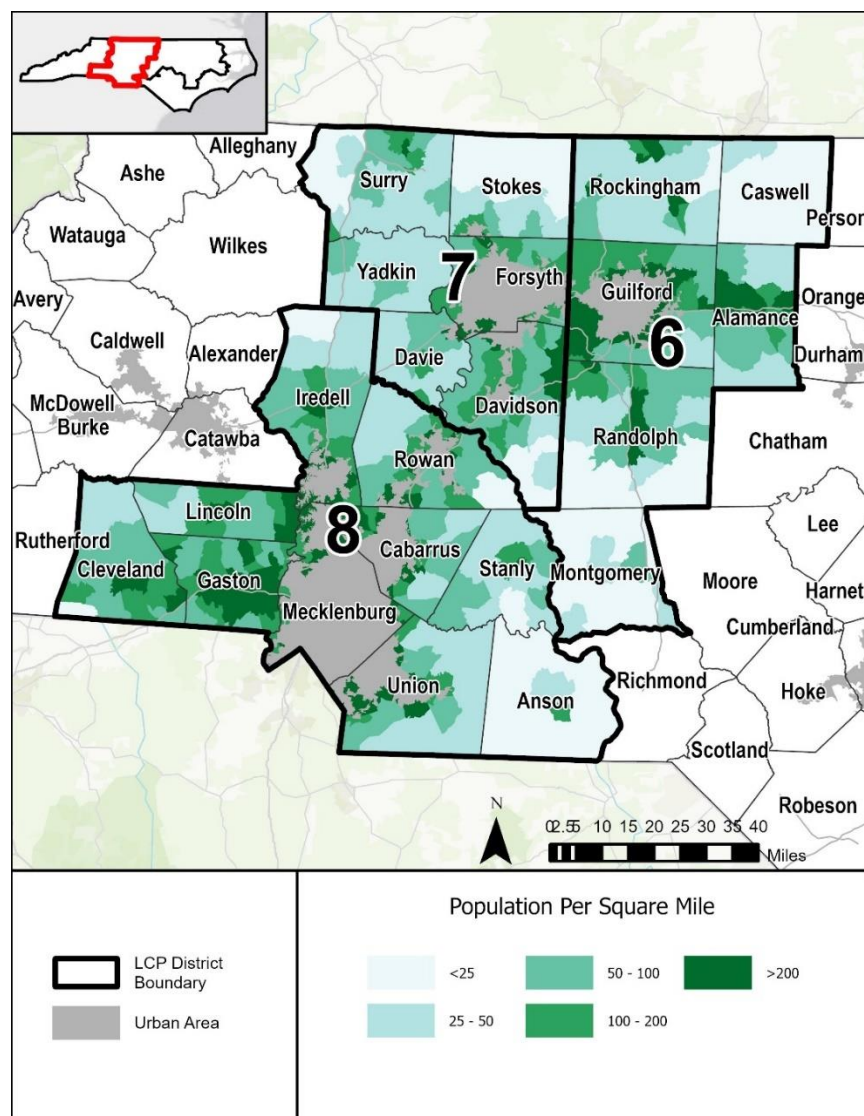 Alleghany
Ashe
Surry
Stokes
Rockingham
Caswell
Person
Watauga
Wilkes
Yadkin
7
Forsyth
Guilford
Orange
Avery
Alamance
Caldwell
Alexander
Davie
6
Durham
McDowell
Burke
Iredell
Davidson
Catawba
Randolph
Chatham
Rowan
Lincoln
8
Lee
Rutherford
Cabarrus
Cleveland
Gaston
Stanly
Montgomery
Moore
Harnet
Mecklenburg
Cumberland
Union
Richmond
Hoke
Anson
Scotland
Robeson
N
0 2.5 5 10 15 20 25 30 35 40
Miles
LCP District
Boundary
Urban Area
Population Per Square Mile
<25
50 - 100
>200
25 - 50
100 - 200